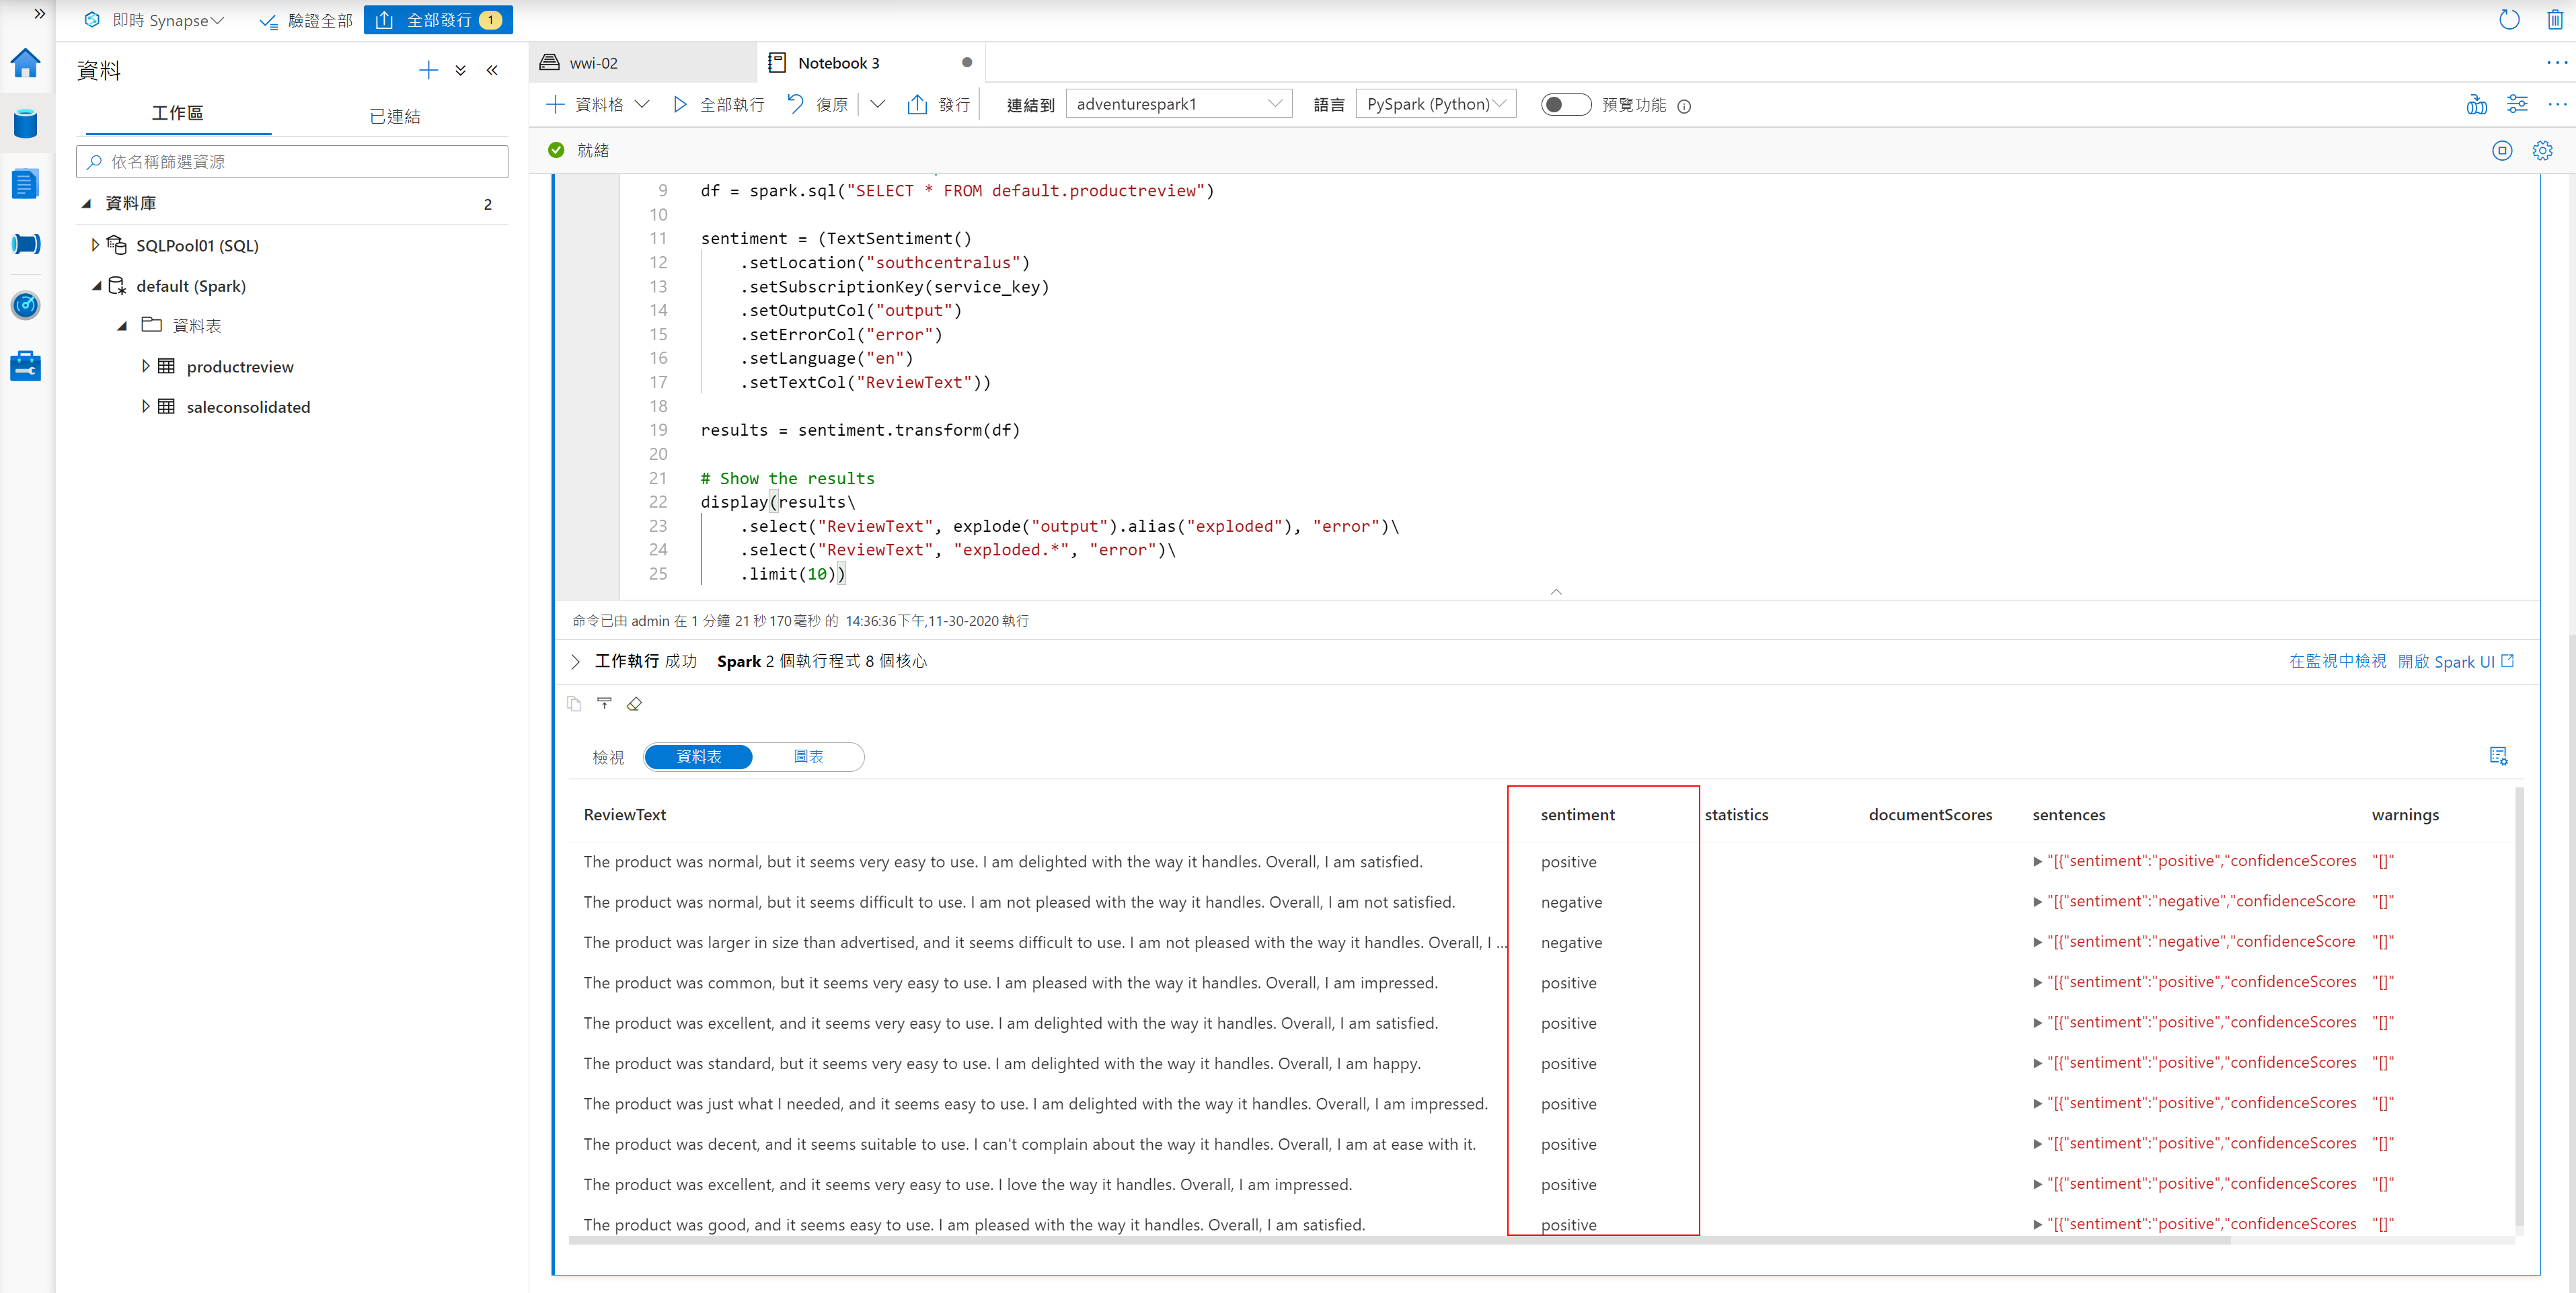 即時 Synapse
驗證全部
全部發行 1
資料
工作區
已連結
依名稱篩選資源
資料庫 2
SQLPool01 (SQL)
default (Spark)
資料表
productreview
saleconsolidated
wwi-02
Notebook 3
資料格
全部執行
復原
發行
連結到 adventurespark1
語言 PySpark (Python)
預覽功能
就緒
9 df = spark.sql("SELECT * FROM default.productreview")
10
11 sentiment = (TextSentiment()
12 .setLocation("southcentralus")
13 .setSubscriptionKey(service_key)
14 .setOutputCol("output")
15 .setErrorCol("error")
16 .setLanguage("en")
17 .setTextCol("ReviewText"))
18
19 results = sentiment.transform(df)
20
21 # Show the results
22 display(results\
23 .select("ReviewText", explode("output").alias("exploded"), "error")\
24 .select("ReviewText", "exploded.*", "error")\
25 .limit(10))
命令已由 admin 在 1 分鐘 21 秒 170 毫秒 的 14:36:36下午,11-30-2020 執行
工作執行 成功 Spark 2 個執行程式 8 個核心
在監視中檢視 開啟 Spark UI
檢視 資料表 圖表
ReviewText sentiment statistics documentScores sentences warnings
The product was normal, but it seems very easy to use. I am delighted with the way it handles. Overall, I am satisfied. positive "[{"sentiment":"positive","confidenceScores "[]"
The product was normal, but it seems difficult to use. I am not pleased with the way it handles. Overall, I am not satisfied. negative "[{"sentiment":"negative","confidenceScore "[]"
The product was larger in size than advertised, and it seems difficult to use. I am not pleased with the way it handles. Overall, I ... negative "[{"sentiment":"negative","confidenceScore "[]"
The product was common, but it seems very easy to use. I am pleased with the way it handles. Overall, I am impressed. positive "[{"sentiment":"positive","confidenceScores "[]"
The product was excellent, and it seems very easy to use. I am delighted with the way it handles. Overall, I am satisfied. positive "[{"sentiment":"positive","confidenceScores "[]"
The product was standard, but it seems very easy to use. I am delighted with the way it handles. Overall, I am happy. positive "[{"sentiment":"positive","confidenceScores "[]"
The product was just what I needed, and it seems easy to use. I am delighted with the way it handles. Overall, I am impressed. positive "[{"sentiment":"positive","confidenceScores "[]"
The product was decent, and it seems suitable to use. I can't complain about the way it handles. Overall, I am at ease with it. positive "[{"sentiment":"positive","confidenceScores "[]"
The product was excellent, and it seems very easy to use. I love the way it handles. Overall, I am impressed. positive "[{"sentiment":"positive","confidenceScores "[]"
The product was good, and it seems easy to use. I am pleased with the way it handles. Overall, I am satisfied. positive "[{"sentiment":"positive","confidenceScores "[]"